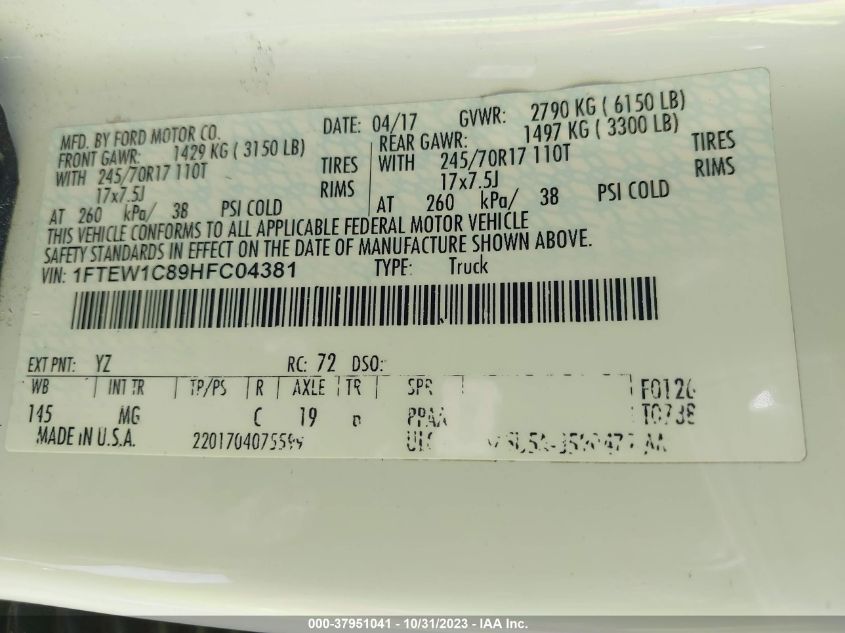 MFD. BY FORD MOTOR CO.
DATE: 04/17 GVWR: 2790 KG ( 6150 LB)
FRONT GAWR: 1429 KG ( 3150 LB) REAR GAWR: 1497 KG ( 3300 LB)
WITH 245/70R17 110T TIRES WITH 245/70R17 110T TIRES
17x7.5J RIMS 17x7.5J RIMS
AT 260 kPa/ 38 PSI COLD AT 260 kPa/ 38 PSI COLD
THIS VEHICLE CONFORMS TO ALL APPLICABLE FEDERAL MOTOR VEHICLE
SAFETY STANDARDS IN EFFECT ON THE DATE OF MANUFACTURE SHOWN ABOVE.
VIN: 1FTEW1C89HFC04381 TYPE: Truck
EXT PNT: YZ RC: 72 DSO:
WB INT TR TP/PS R AXLE TR SPR
145 MG C 19
MADE IN U.S.A. 2201704075599
000-37951041 - 10/31/2023 - IAA Inc.